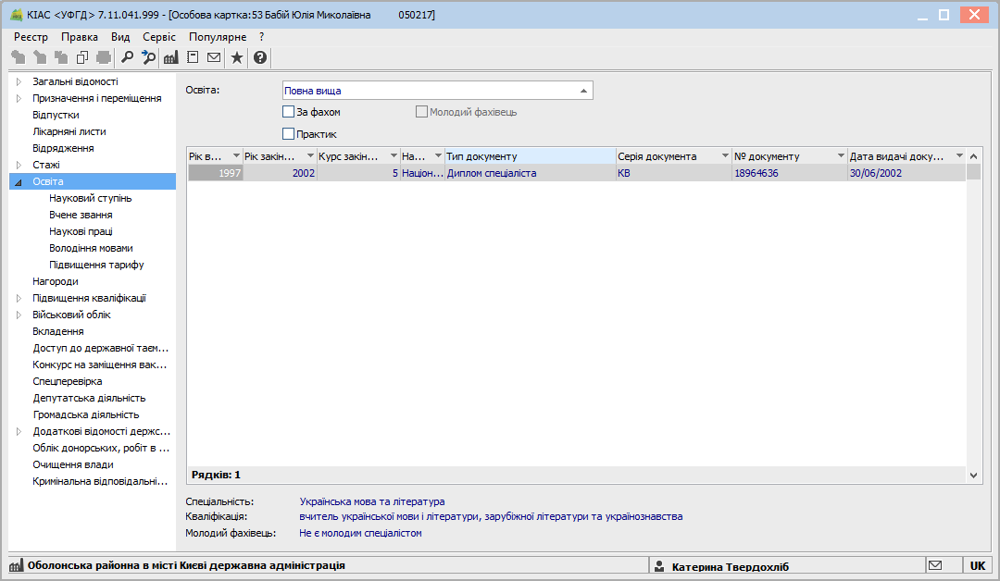 КІАС <УФГД> 7.11.041.999 - [Особова картка:53 Бабій Юлія Миколаївна 050217]
Реєстр Правка Вид Сервіс Популярне ?
Загальні відомості
Призначення і переміщення
Відпустки
Лікарняні листи
Відрядження
Стажі
Освіта
Науковий ступінь
Вчене звання
Наукові праці
Володіння мовами
Підвищення тарифу
Нагороди
Підвищення кваліфікації
Військовий облік
Вкладення
Доступ до державної таєм...
Конкурс на заміщення вак...
Спецперевірка
Депутатська діяльність
Громадська діяльність
Додаткові відомості держс...
Облік донорських, робіт в ...
Очищення влади
Кримінальна відповідальні...
Освіта: Повна вища
За фахом Молодий фахівець
Практик
Рік в... Рік закін... Курс закін... На... Тип документу Серія документа № документу Дата видачі доку...
1997 2002 5 Націон... Диплом спеціаліста КВ 18964636 30/06/2002
Рядків: 1
Спеціальність: Українська мова та література
Кваліфікація: вчитель української мови і літератури, зарубіжної літератури та українознавства
Молодий фахівець: Не є молодим спеціалістом
Оболонська районна в місті Києві державна адміністрація Катерина Твердохліб UK